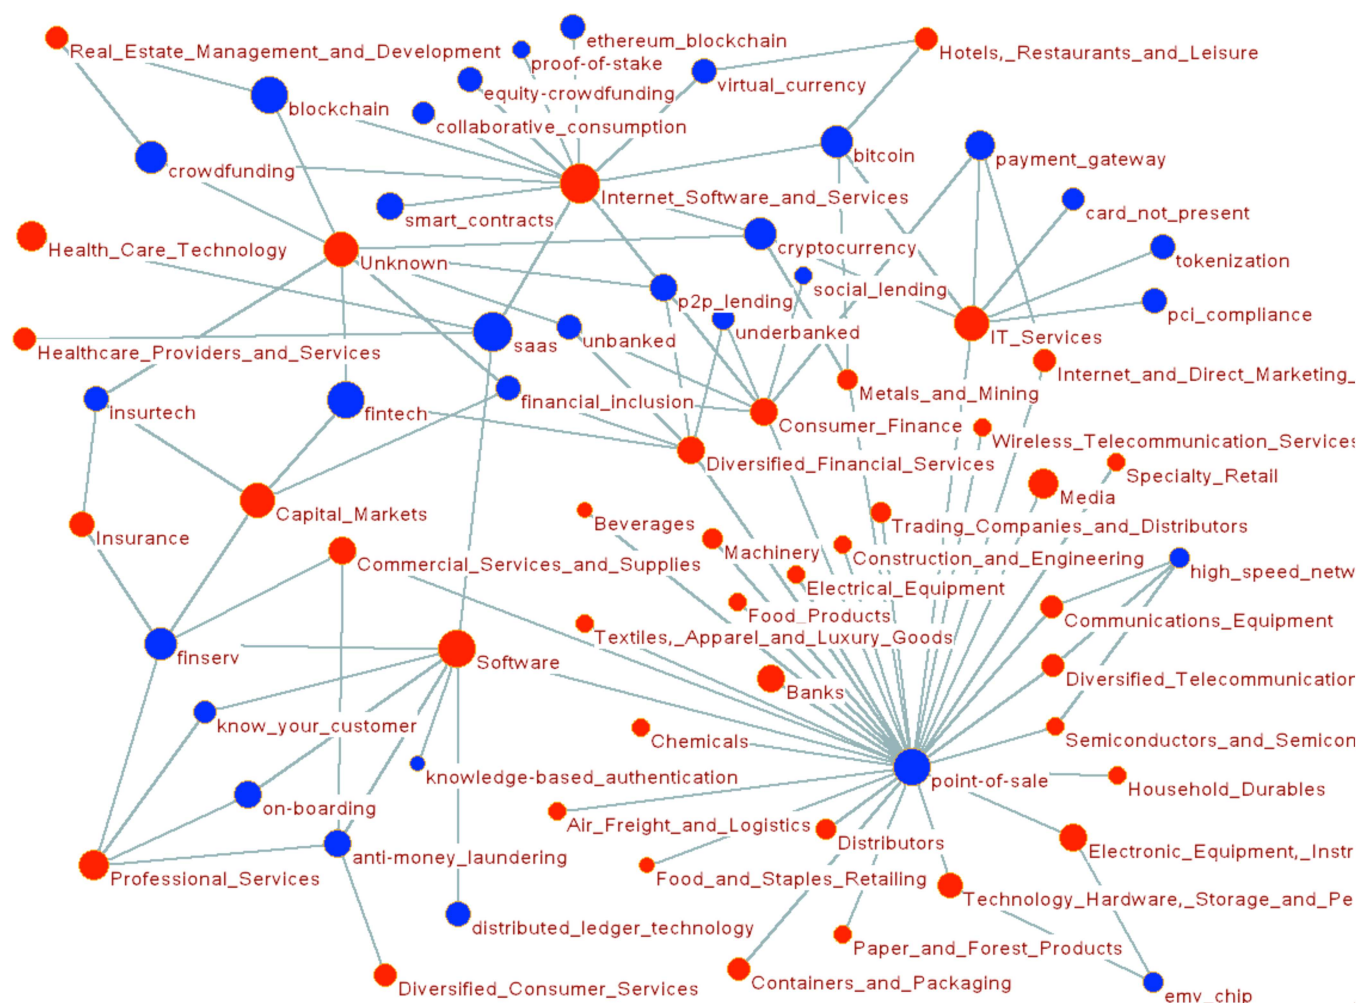 ethereum_blockchain
Real_Estate_Management_and_Development
Hotels,_Restaurants_and_Leisure
proof-of-stake
virtual_currency
equity-crowdfunding
blockchain
collaborative_consumption
bitcoin
payment_gateway
crowdfunding
Internet_Software_and_Services
card_not_present
smart_contracts
cryptocurrency
Health_Care_Technology
Unknown
tokenization
social_lending
p2p_lending
pci_compliance
underbanked
IT_Services
unbanked
saas
Healthcare_Providers_and_Services
Internet_and_Direct_Marketing_
Metals_and_Mining
financial_inclusion
insurtech
fintech
Consumer_Finance
Wireless_Telecommunication_Services
Diversified_Financial_Services
Specialty_Retail
Media
Capital_Markets
Beverages
Trading_Companies_and_Distributors
Insurance
Machinery
Construction_and_Engineering
Commercial_Services_and_Supplies
high_speed_netw
Electrical_Equipment
Food_Products
Communications_Equipment
Textiles,_Apparel_and_Luxury_Goods
finserv
Software
Diversified_Telecommunication
Banks
know_your_customer
Chemicals
Semiconductors_and_Semicon
knowledge-based_authentication
point-of-sale
Household_Durables
on-boarding
Air_Freight_and_Logistics
Distributors
Electronic_Equipment,_Instr
anti-money_laundering
Professional_Services
Food_and_Staples_Retailing
Technology_Hardware,_Storage_and_Pe
distributed_ledger_technology
Paper_and_Forest_Products
Containers_and_Packaging
Diversified_Consumer_Services
emv_chip